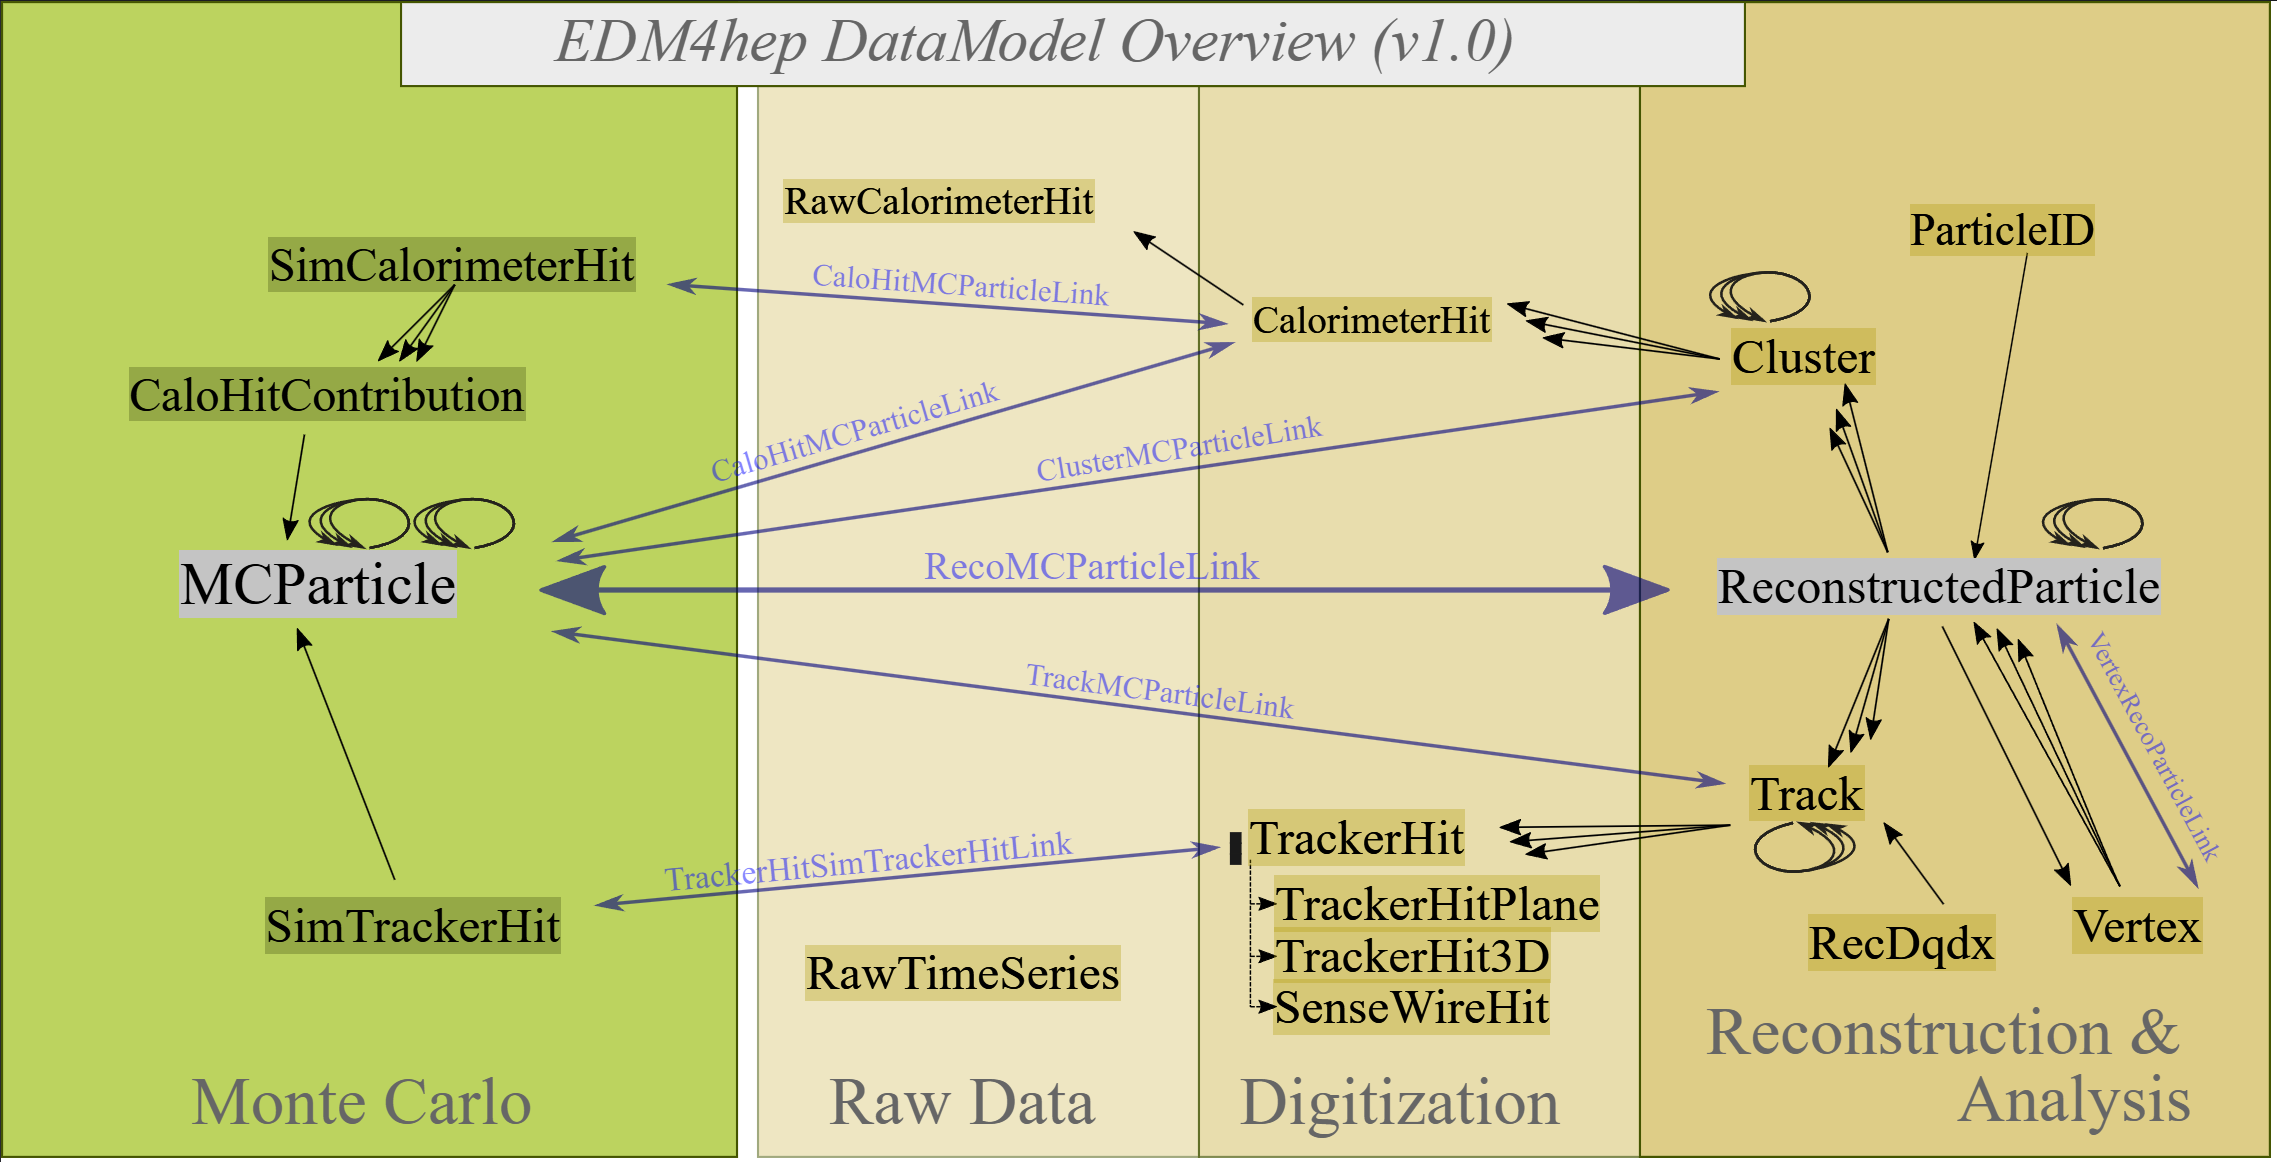 EDM4hep DataModel Overview (v1.0)
RawCalorimeterHit
ParticleID
SimCalorimeterHit
CaloHitMCParticleLink
CalorimeterHit
Cluster
CaloHitContribution
CaloHitMCParticleLink
ClusterMCParticleLink
RecoMCParticleLink
MCParticle
ReconstructedParticle
TrackMCParticleLink
VertexRecoParticleLink
Track
TrackerHit
TrackerHitSimTrackerHitLink
TrackerHitPlane
SimTrackerHit
Vertex
RecDqdx
TrackerHit3D
RawTimeSeries
SenseWireHit
Monte Carlo
Raw Data
Digitization
Reconstruction &
Analysis